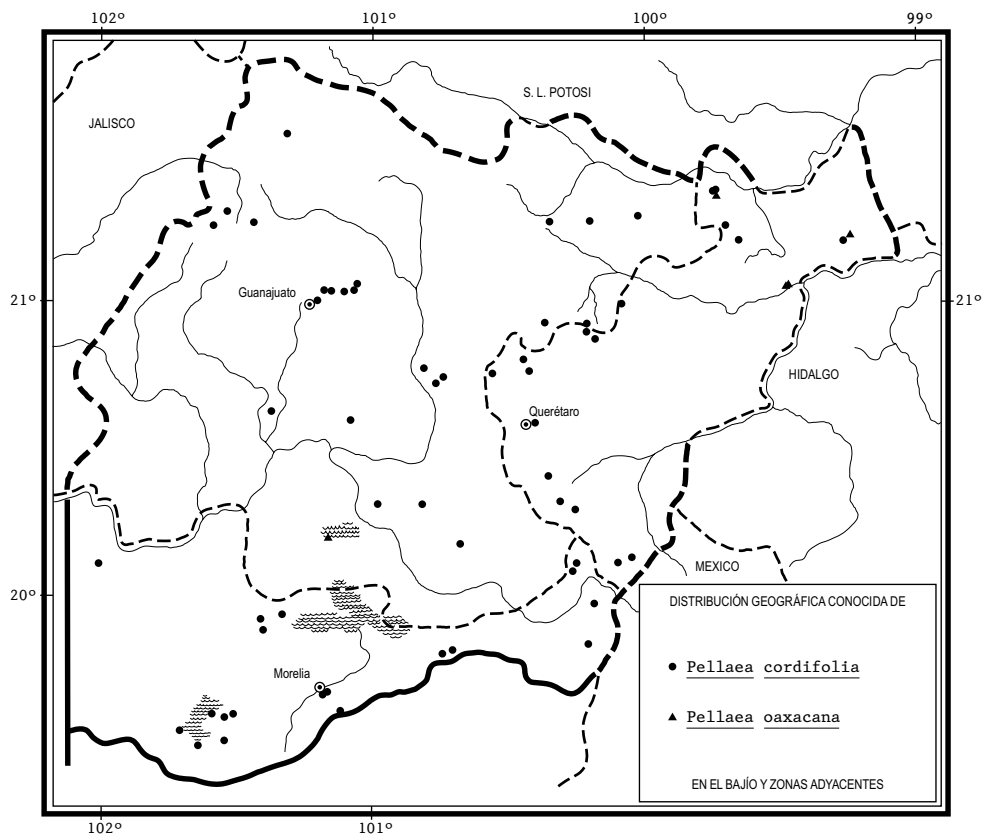 102º 101º 100º 99º
S. L. POTOSI
JALISCO
Guanajuato
21º 21º
HIDALGO
Querétaro
MEXICO
20º
DISTRIBUCIÓN GEOGRÁFICA CONOCIDA DE
Pellaea cordifolia
Morelia
Pellaea oaxacana
EN EL BAJÍO Y ZONAS ADYACENTES
102º 101º